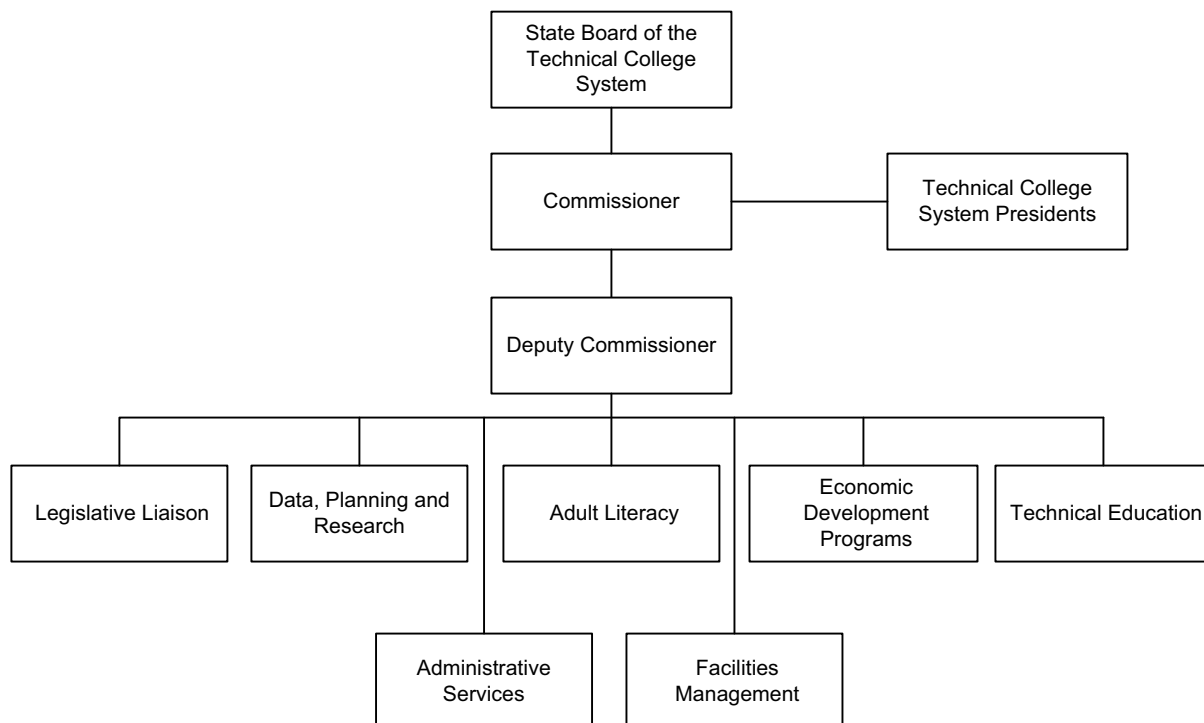 State Board of the
Technical College
System
Commissioner
Technical College
System Presidents
Deputy Commissioner
Legislative Liaison
Data, Planning and
Research
Adult Literacy
Economic
Development
Programs
Technical Education
Administrative
Services
Facilities
Management